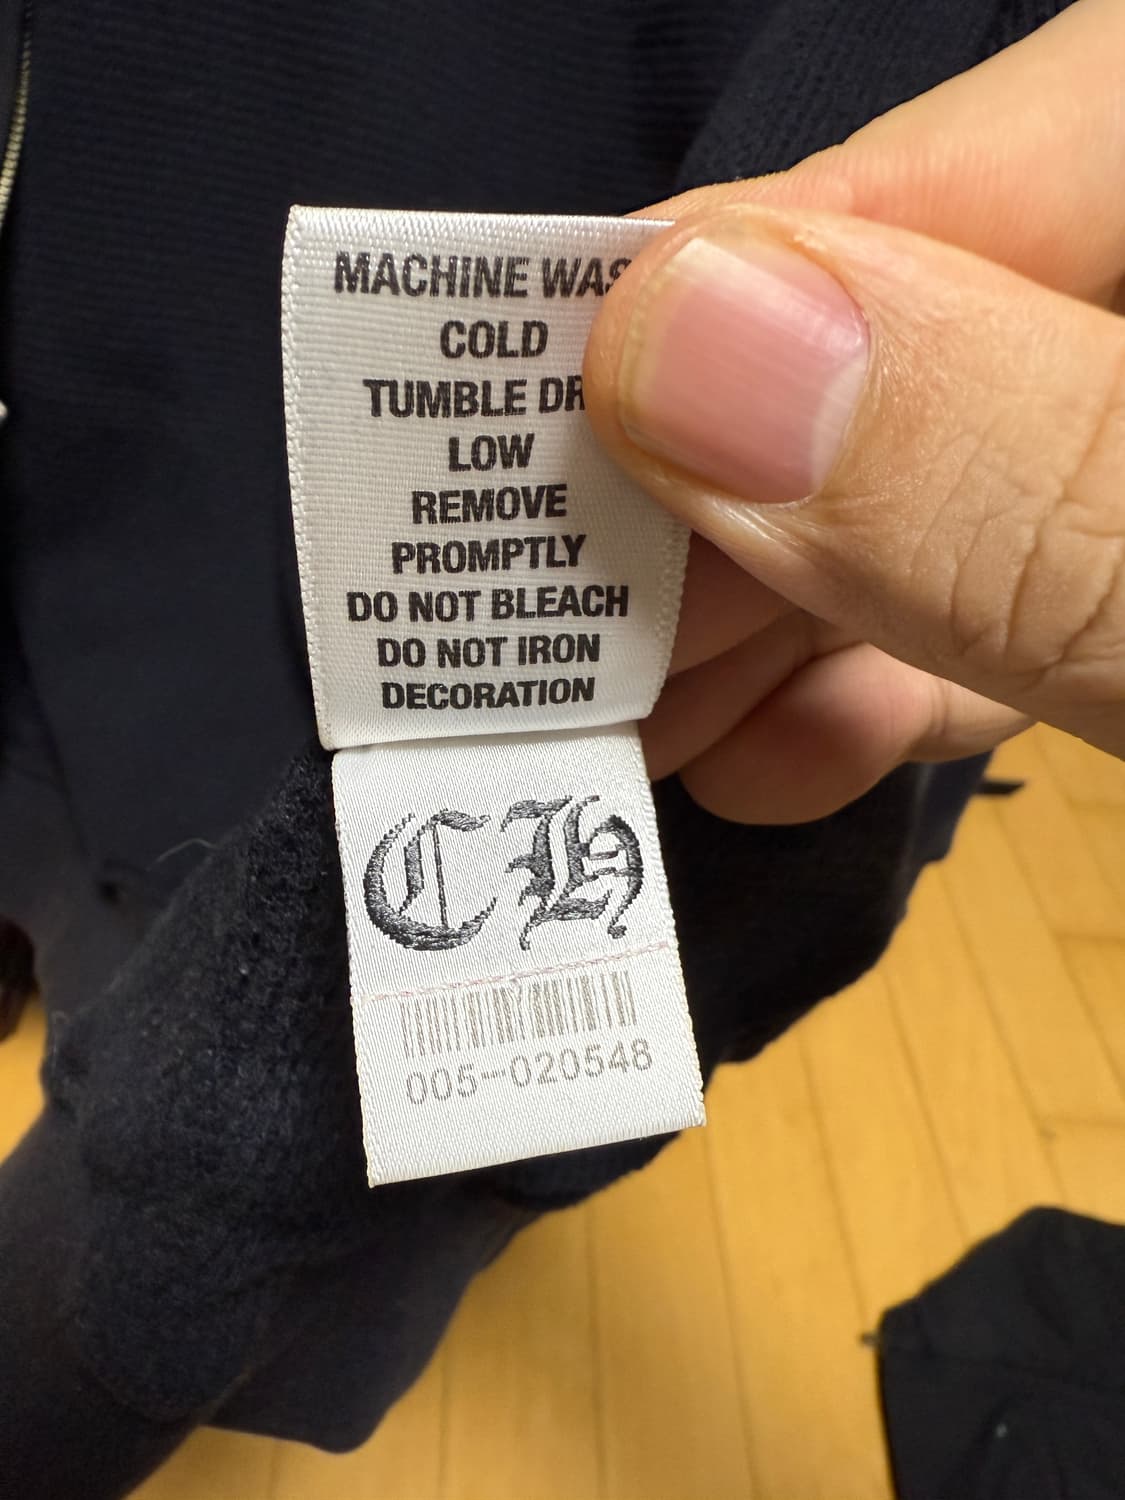 MACHINE WAS
COLD
TUMBLE DR
LOW
REMOVE
PROMPTLY
DO NOT BLEACH
DO NOT IRON
DECORATION
CH
005-020548